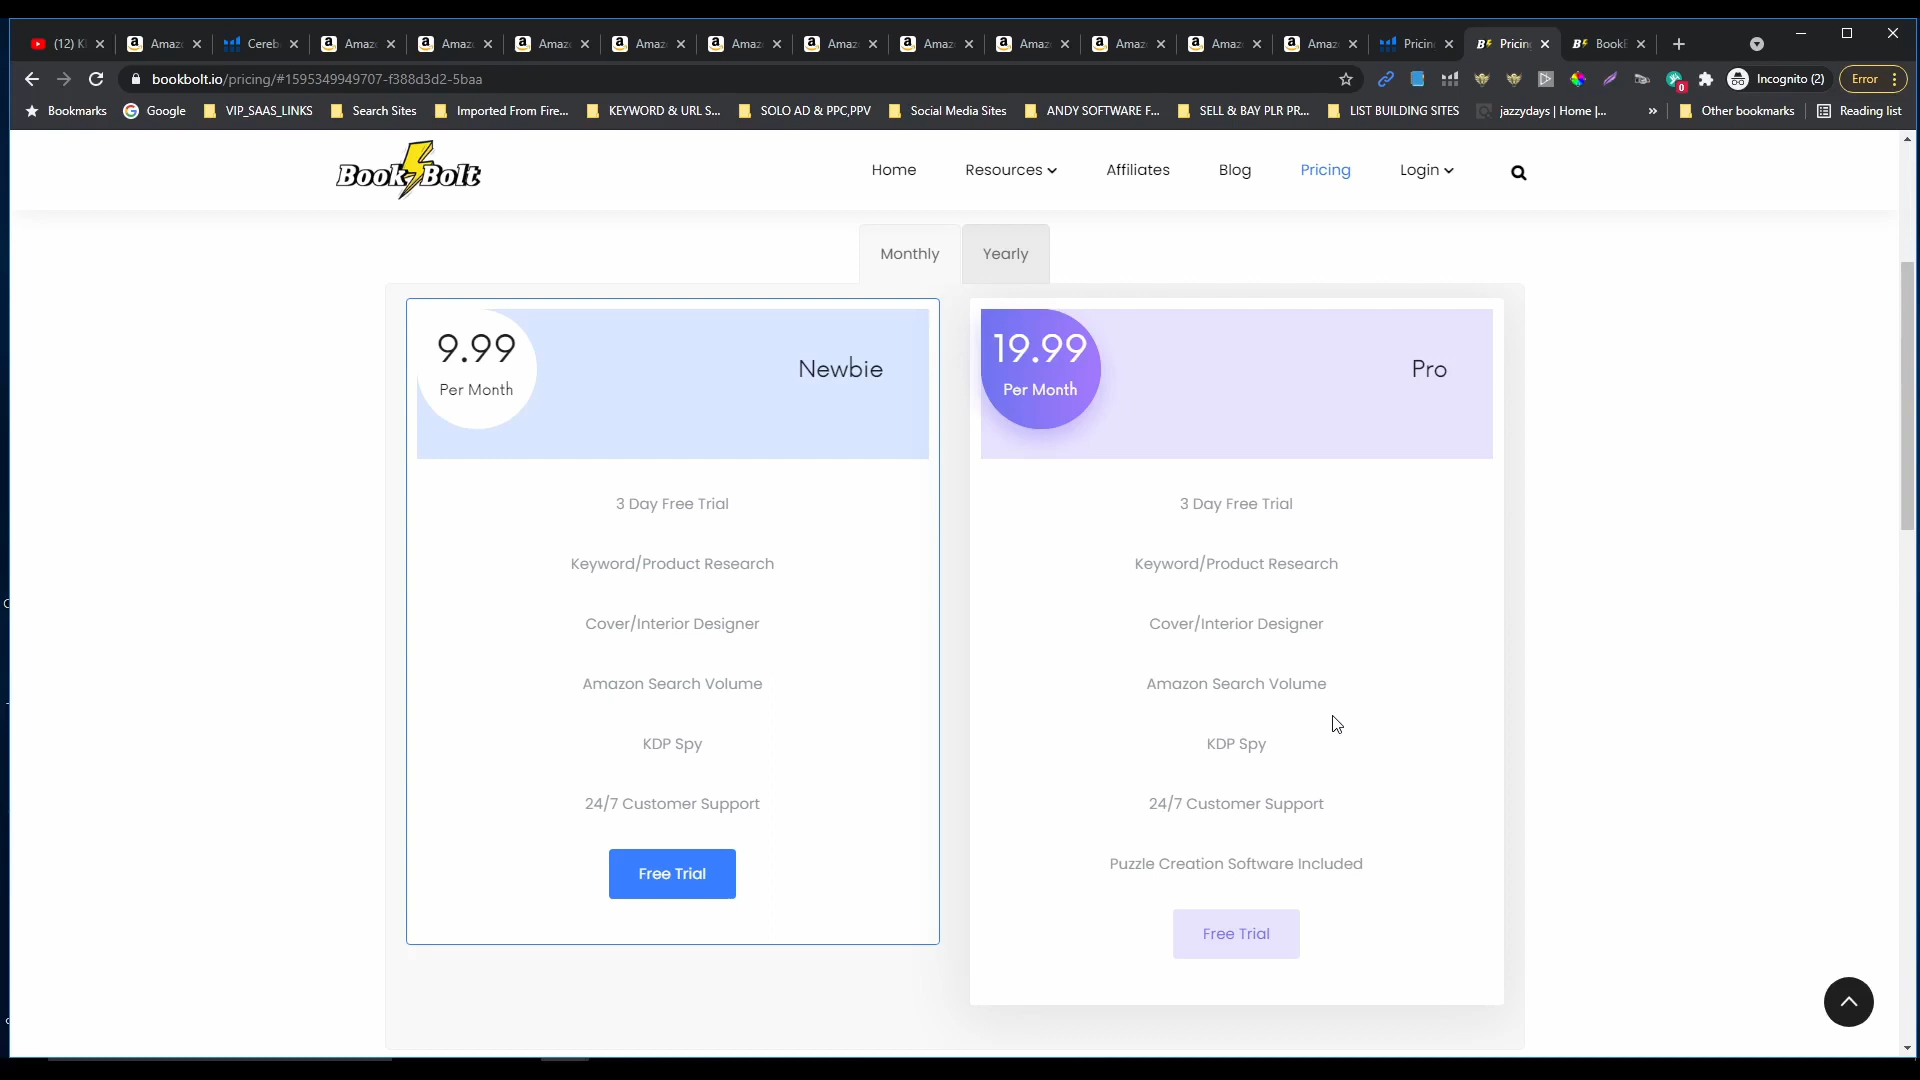 (12) K
Amaz
Cereb
Amaz
Amaz
Amaz
Amaz
Amaz
Amaz
Amaz
Amaz
Amaz
Amaz
Amaz
Pricin
Pricing
BookB
bookbolt.io/pricing/#1595349949707-f388d3d2-5baa
0
Incognito (2)
Error
Bookmarks
Google
VIP_SAAS_LINKS
Search Sites
Imported From Fire...
KEYWORD & URL S...
SOLO AD & PPC,PPV
Social Media Sites
ANDY SOFTWARE F...
SELL & BAY PLR PR...
LIST BUILDING SITES
jazzydays | Home |...
»
Other bookmarks
Reading list
Book Bolt
Home
Resources
Affiliates
Blog
Pricing
Login
Monthly
Yearly
9.99
Per Month
Newbie
3 Day Free Trial
Keyword/Product Research
Cover/Interior Designer
Amazon Search Volume
KDP Spy
24/7 Customer Support
Free Trial
19.99
Per Month
Pro
3 Day Free Trial
Keyword/Product Research
Cover/Interior Designer
Amazon Search Volume
KDP Spy
24/7 Customer Support
Puzzle Creation Software Included
Free Trial